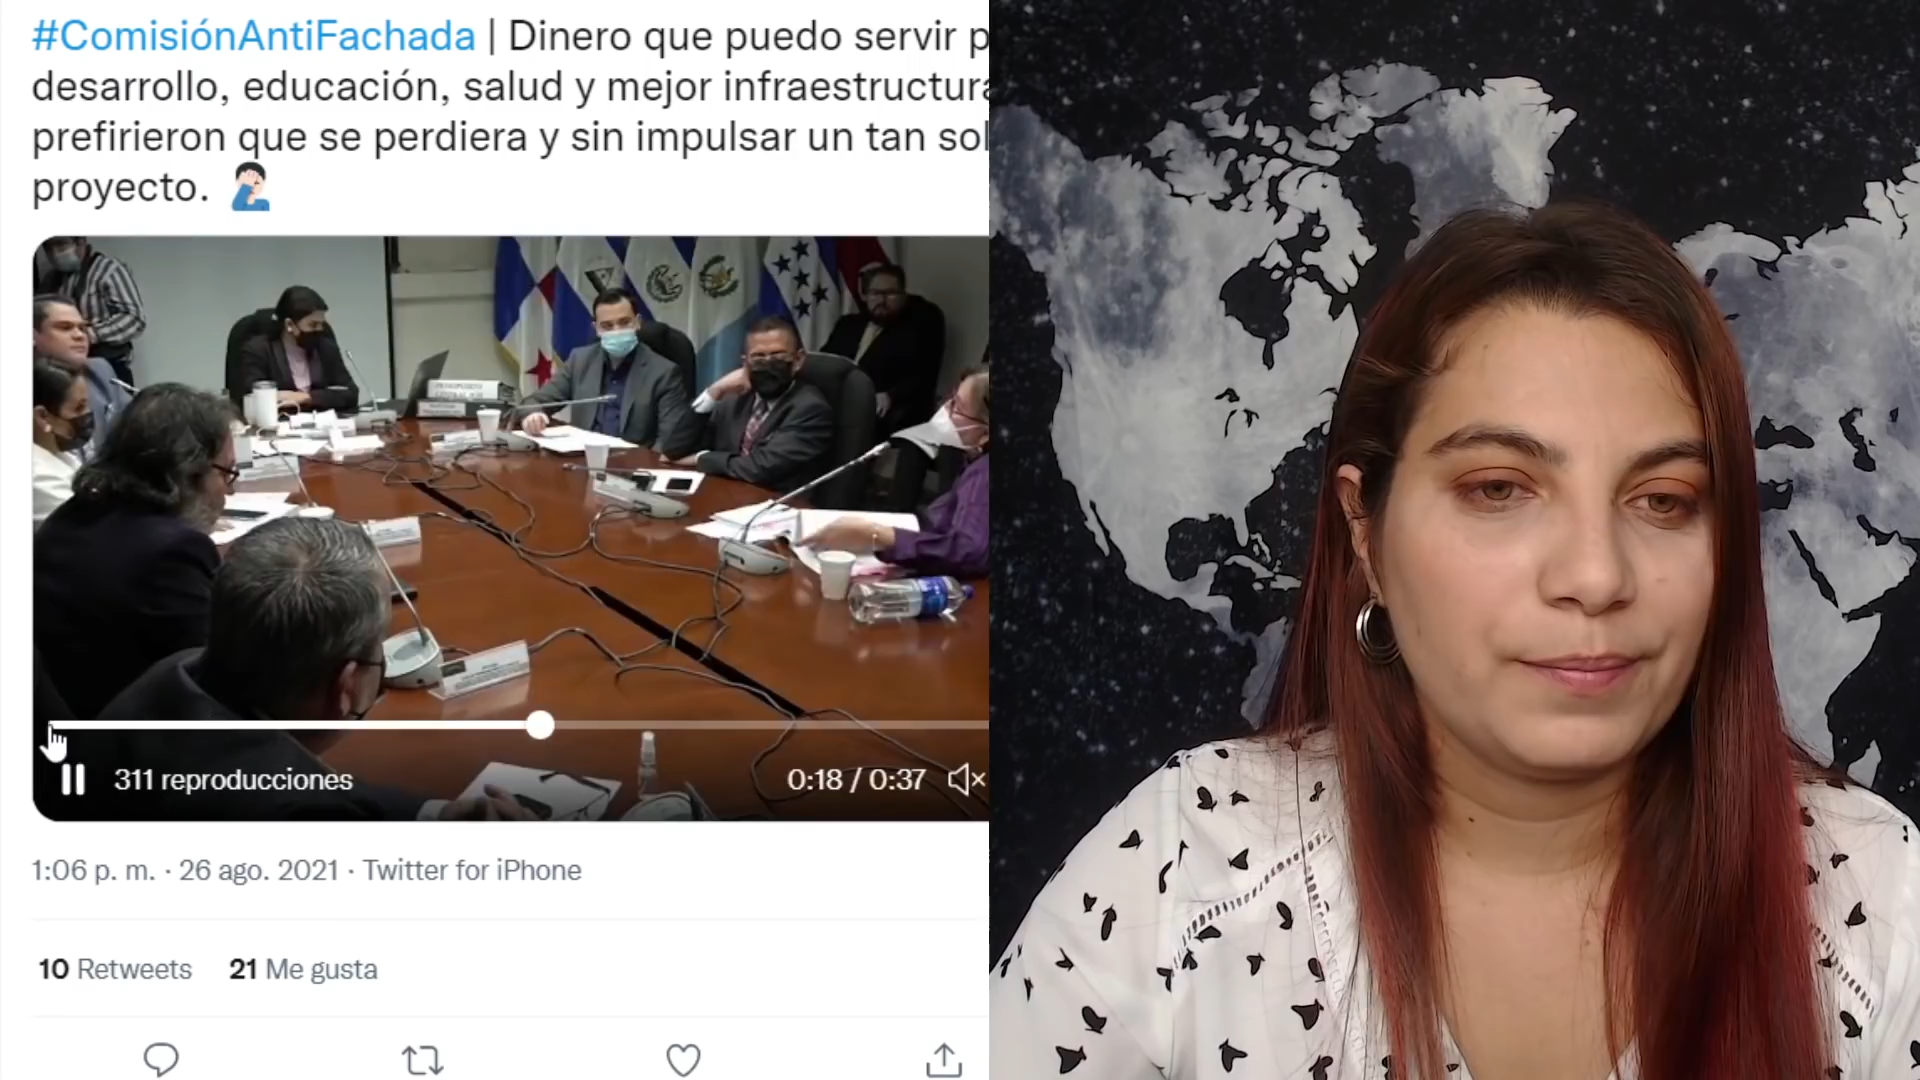 #ComisiónAntiFachada | Dinero que puedo servir p
desarrollo, educación, salud y mejor infraestructura
prefirieron que se perdiera y sin impulsar un tan sol
proyecto.
311 reproducciones
0:18 / 0:37
1:06 p. m. · 26 ago. 2021 · Twitter for iPhone
10 Retweets 21 Me gusta